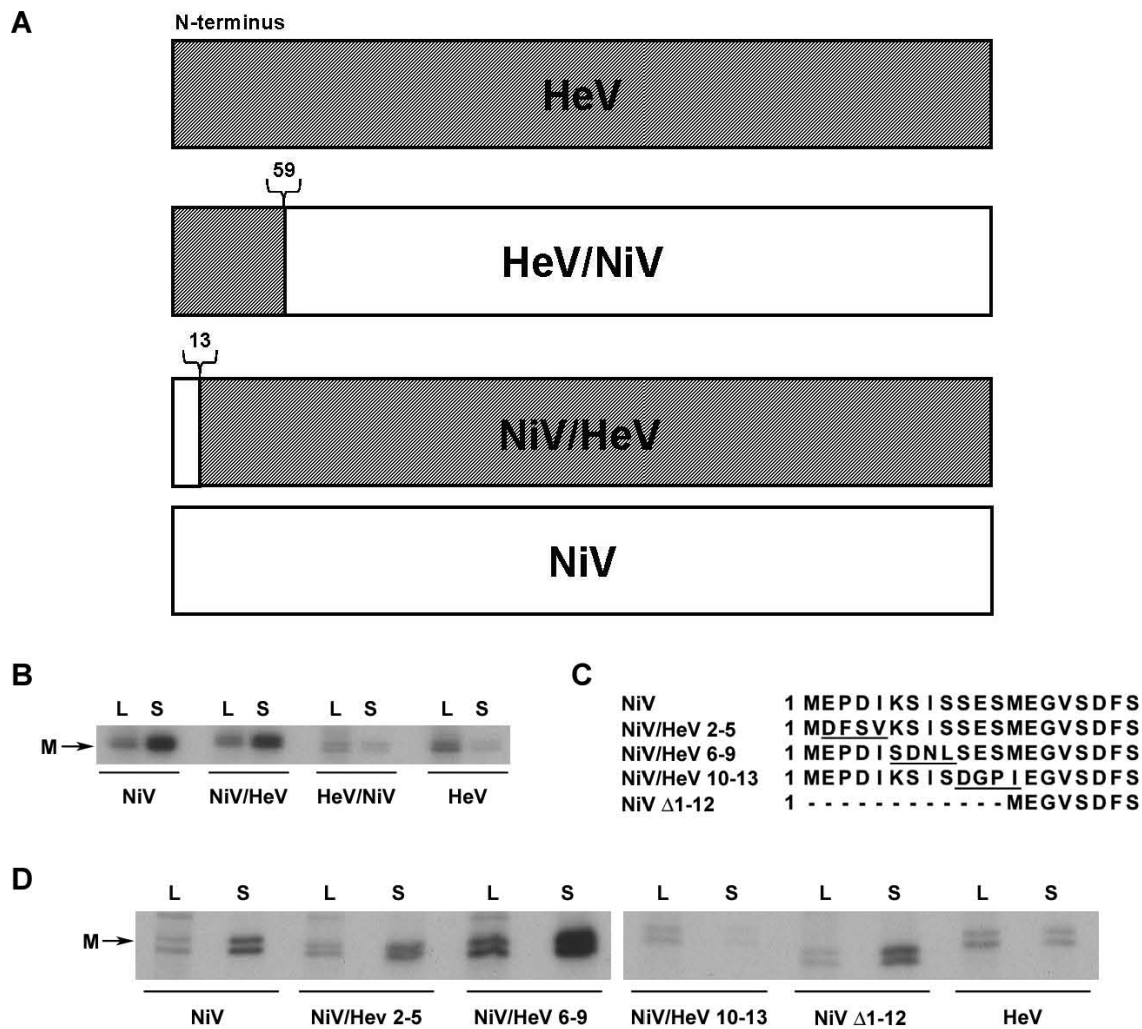 A
N-terminus
HeV
59
HeV/NiV
13
NiV/HeV
NiV
B
L S L S L S L S
M
NiV NiV/HeV HeV/NiV HeV
C
NiV 1 MEPDIKSISSESMEGVSDFS
NiV/HeV 2-5 1 MDFSVKSISSESMEGVSDFS
NiV/HeV 6-9 1 MEPDISDNLSESMEGVSDFS
NiV/HeV 10-13 1 MEPDIKSISDGPIEGVSDFS
NiV Δ1-12 1 ------------MEGVSDFS
D
L S L S L S L S L S L S
M
NiV NiV/Hev 2-5 NiV/HeV 6-9 NiV/HeV 10-13 NiV Δ1-12 HeV